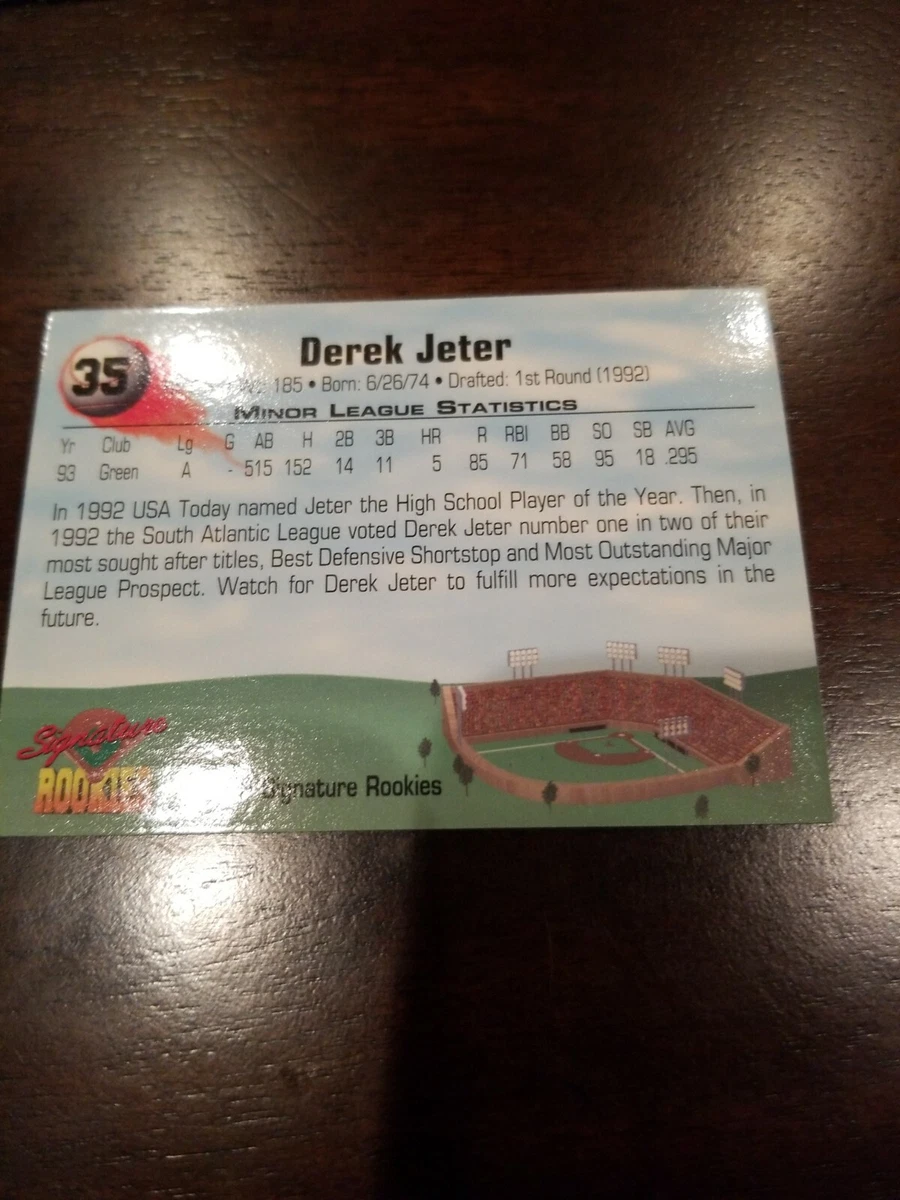 35
Derek Jeter
185 • Born: 6/26/74 • Drafted: 1st Round (1992)
MINOR LEAGUE STATISTICS
Yr Club Lg G AB H 2B 3B HR R RBI BB SO SB AVG
93 Green A - 515 152 14 11 5 85 71 58 95 18 .295
In 1992 USA Today named Jeter the High School Player of the Year. Then, in
1992 the South Atlantic League voted Derek Jeter number one in two of their
most sought after titles, Best Defensive Shortstop and Most Outstanding Major
League Prospect. Watch for Derek Jeter to fulfill more expectations in the
future.
Signature
ROOKIES
Signature Rookies